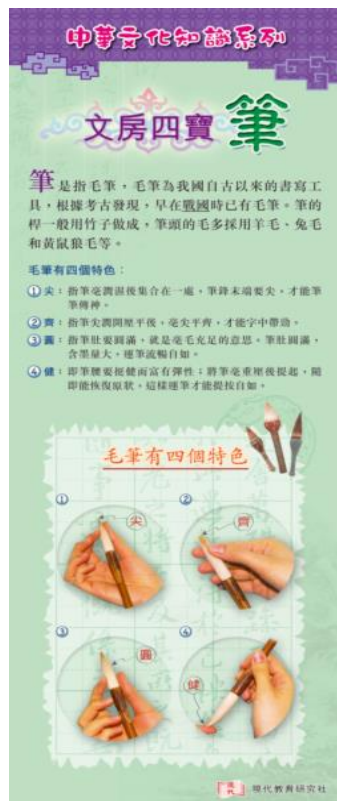 中華文化知識系列
文房四寶 筆
筆是指毛筆，毛筆為我國自古以來的書寫工
具，根據考古發現，早在戰國時已有毛筆。筆的
桿一般用竹子做成，筆頭的毛多採用羊毛、兔毛
和黃鼠狼毛等。
毛筆有四個特色：
①尖：指筆毫潤濕後集合在一處，筆鋒末端要尖，才能筆
筆傳神。
②齊：指筆尖潤開壓平後，毫尖平齊，才能字中帶勁。
③圓：指筆肚要圓滿，就是毫毛充足的意思。筆肚圓滿，
含墨量大，運筆流暢自如。
④健：即筆腰要挺健而富有彈性；將筆毫重壓後提起，隨
即能恢復原狀。這樣運筆才能提按自如。
毛筆有四個特色
① 尖
② 齊
③ 圓
④ 健
現代教育研究社